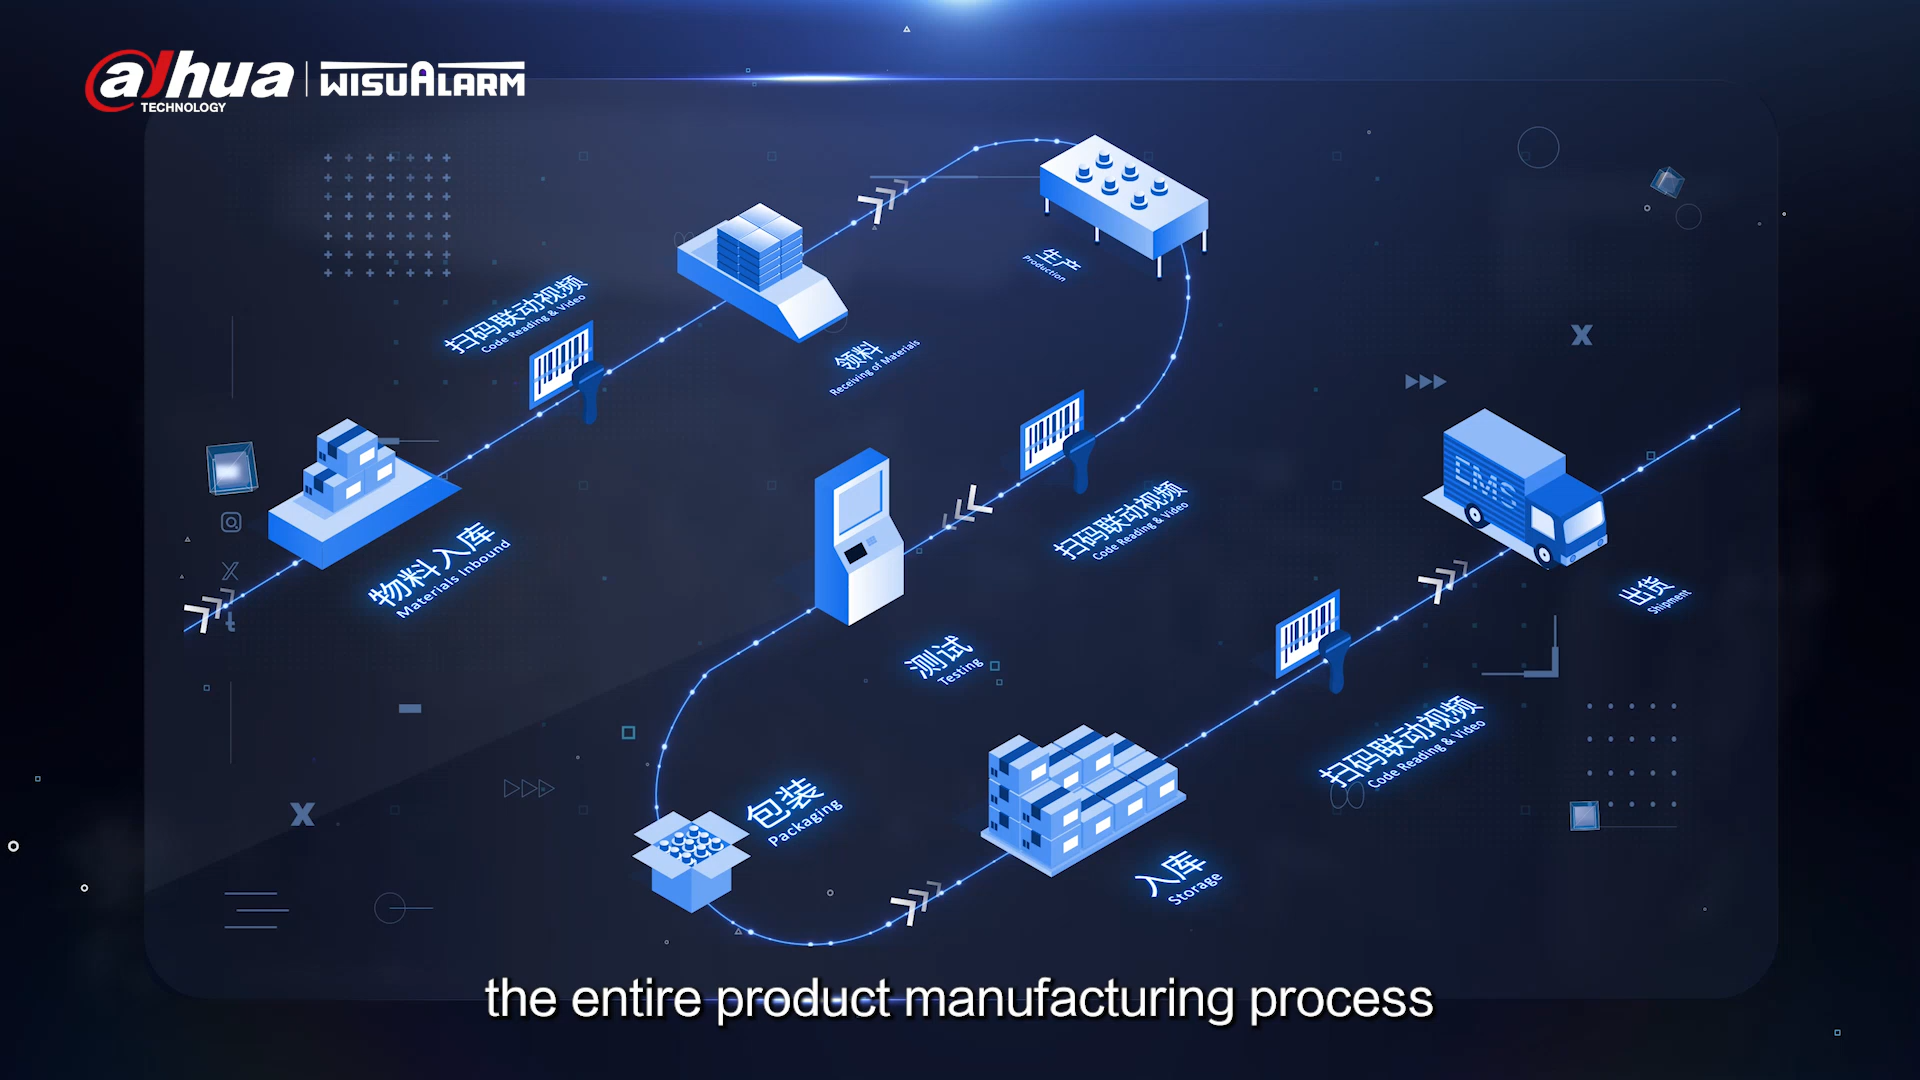 alhua
TECHNOLOGY
WISUALARM
生产
Production
扫码联动视频
Code Reading & Video
领料
Receiving of Materials
物料入库
Materials Inbound
扫码联动视频
Code Reading & Video
EMS
出货
Shipment
测试
Testing
扫码联动视频
Code Reading & Video
包装
Packaging
入库
Storage
the entire product manufacturing process